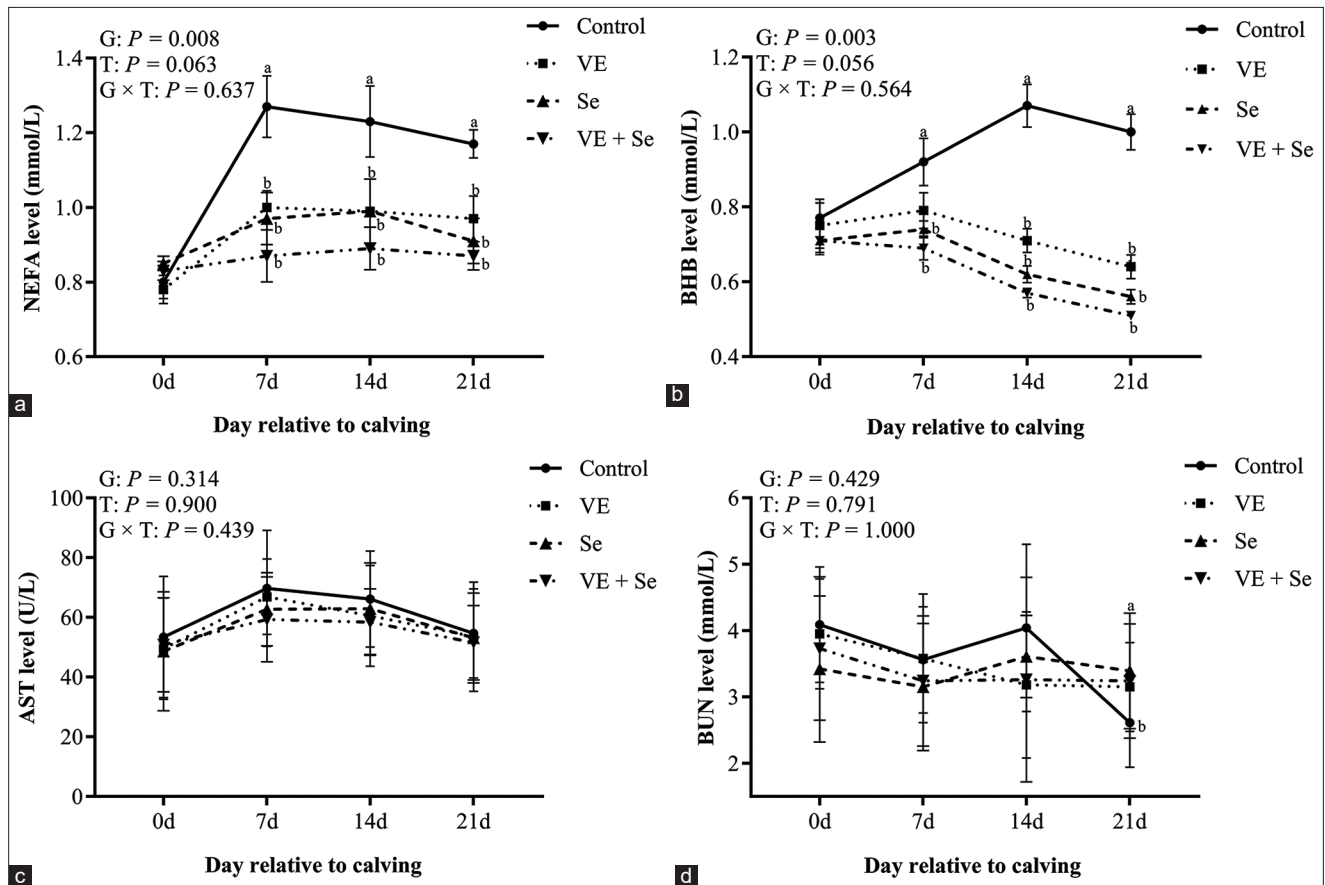 G: P = 0.008
T: P = 0.063
G × T: P = 0.637
Control
VE
Se
VE + Se
NEFA level (mmol/L)
1.4
1.2
1.0
0.8
0.6
a
a
a
b
b
b
b
b
b
b
b
b
0d
7d
14d
21d
Day relative to calving
a
G: P = 0.003
T: P = 0.056
G × T: P = 0.564
Control
VE
Se
VE + Se
BHB level (mmol/L)
1.2
1.0
0.8
0.6
0.4
a
a
a
b
b
b
b
b
b
b
b
0d
7d
14d
21d
Day relative to calving
b
G: P = 0.314
T: P = 0.900
G × T: P = 0.439
Control
VE
Se
VE + Se
AST level (U/L)
100
80
60
40
20
0
0d
7d
14d
21d
Day relative to calving
c
G: P = 0.429
T: P = 0.791
G × T: P = 1.000
Control
VE
Se
VE + Se
BUN level (mmol/L)
6
5
4
3
2
a
b
0d
7d
14d
21d
Day relative to calving
d